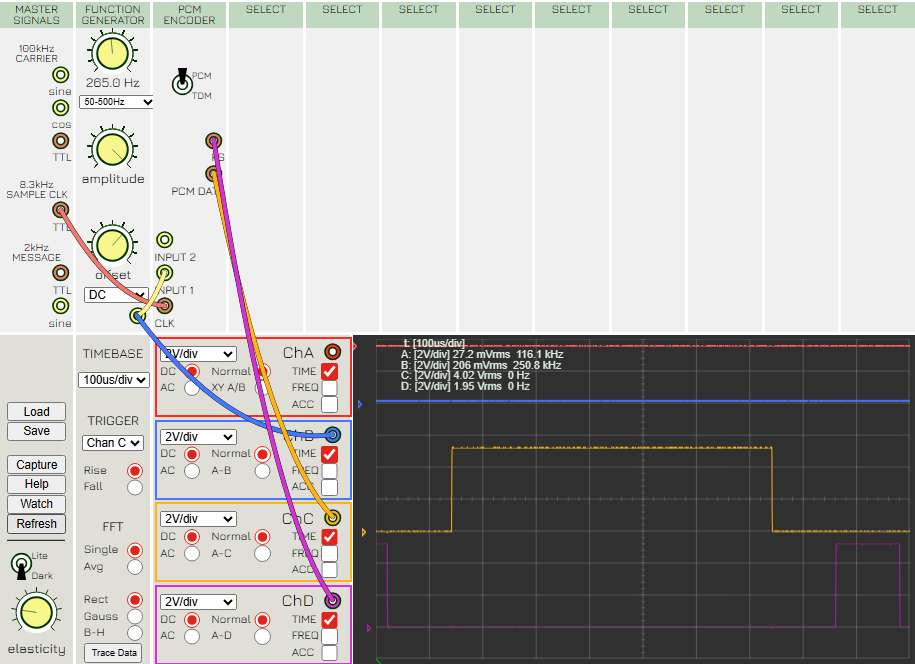 MASTER SIGNALS
FUNCTION GENERATOR
PCM ENCODER
SELECT
SELECT
SELECT
SELECT
SELECT
SELECT
SELECT
SELECT
SELECT
100kHz
CARRIER
sine
cos
TTL
8.3kHz
SAMPLE CLK
TTL
2kHz
MESSAGE
TTL
sine
265.0 Hz
50-500Hz
amplitude
offset
DC
PCM
TDM
FS
PCM DATA
INPUT 2
INPUT 1
CLK
Load
Save
Capture
Help
Watch
Refresh
Lite
Dark
elasticity
TIMEBASE
100us/div
TRIGGER
Chan C
Rise
Fall
FFT
Single
Avg
Rect
Gauss
B-H
Trace Data
2V/div
ChA
DC
Normal
TIME
AC
XY A/B
FREQ
ACC
2V/div
ChB
DC
Normal
TIME
AC
A-B
FREQ
ACC
2V/div
ChC
DC
Normal
TIME
AC
A-C
FREQ
ACC
2V/div
ChD
DC
Normal
TIME
AC
A-D
FREQ
ACC
t: [100us/div]
A: [2V/div] 27.2 mVrms 116.1 kHz
B: [2V/div] 206 mVrms 250.8 kHz
C: [2V/div] 4.02 Vrms 0 Hz
D: [2V/div] 1.95 Vrms 0 Hz